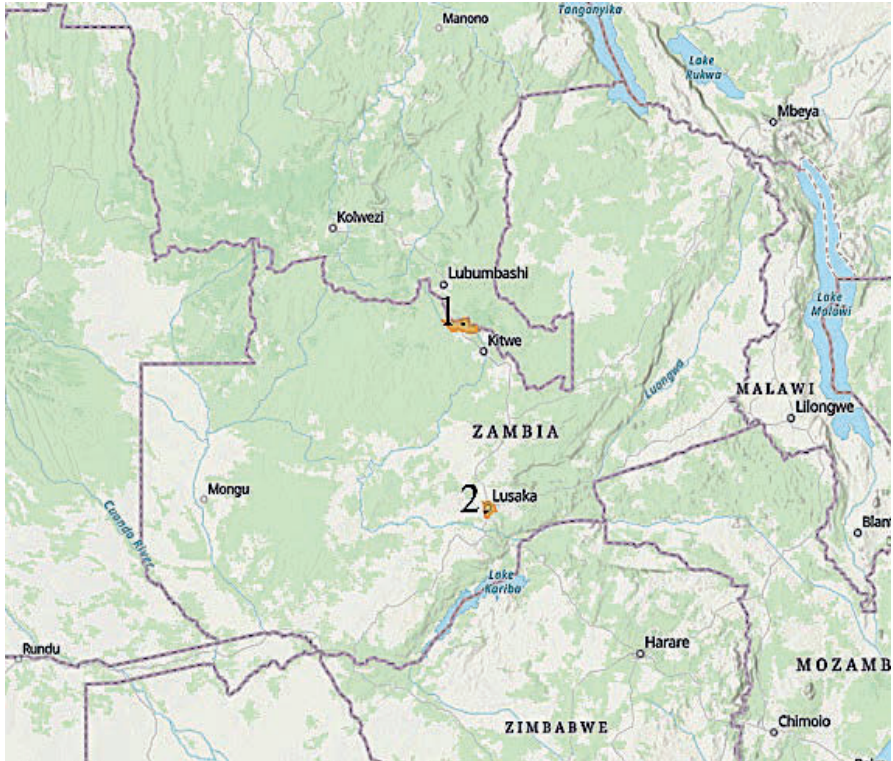 Manono
Tanganyika
Lake
Rukwa
Mbeya
Kolwezi
Lubumbashi
1
Kitwe
Lake
Malawi
Luangwa
MALAWI
Lilongwe
ZAMBIA
Mongu
2
Lusaka
Cuando River
Blant
Lake
Kariba
Rundu
Harare
MOZAMB
ZIMBABWE
Chimoio